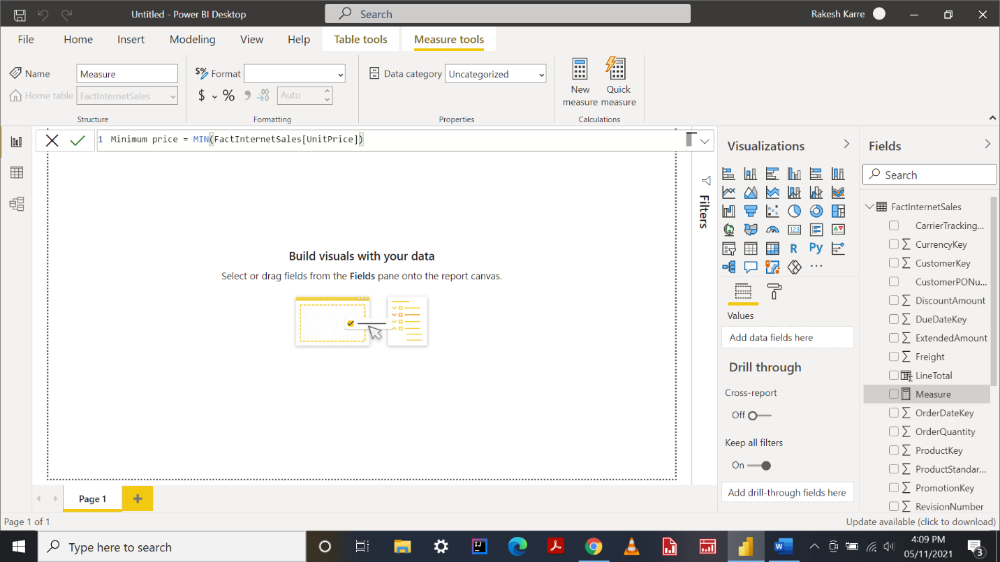 Untitled - Power BI Desktop
Search
Rakesh Karre
File Home Insert Modeling View Help Table tools Measure tools
Name Measure
Home table FactInternetSales
Structure
$% Format
$ % 9 .00 →.0 Auto
Formatting
Data category Uncategorized
Properties
New measure
Quick measure
Calculations
1 Minimum price = MIN(FactInternetSales[UnitPrice])
Build visuals with your data
Select or drag fields from the Fields pane onto the report canvas.
Filters
Visualizations
123
R Py
...
Values
Add data fields here
Drill through
Cross-report
Off
Keep all filters
On
Add drill-through fields here
Fields
Search
FactInternetSales
CarrierTracking...
CurrencyKey
CustomerKey
CustomerPONu...
DiscountAmount
DueDateKey
ExtendedAmount
Freight
LineTotal
Measure
OrderDateKey
OrderQuantity
ProductKey
ProductStandar...
PromotionKey
RevisionNumber
Page 1 +
Page 1 of 1
Update available (click to download)
Type here to search
IJ
W
4:09 PM
05/11/2021
3